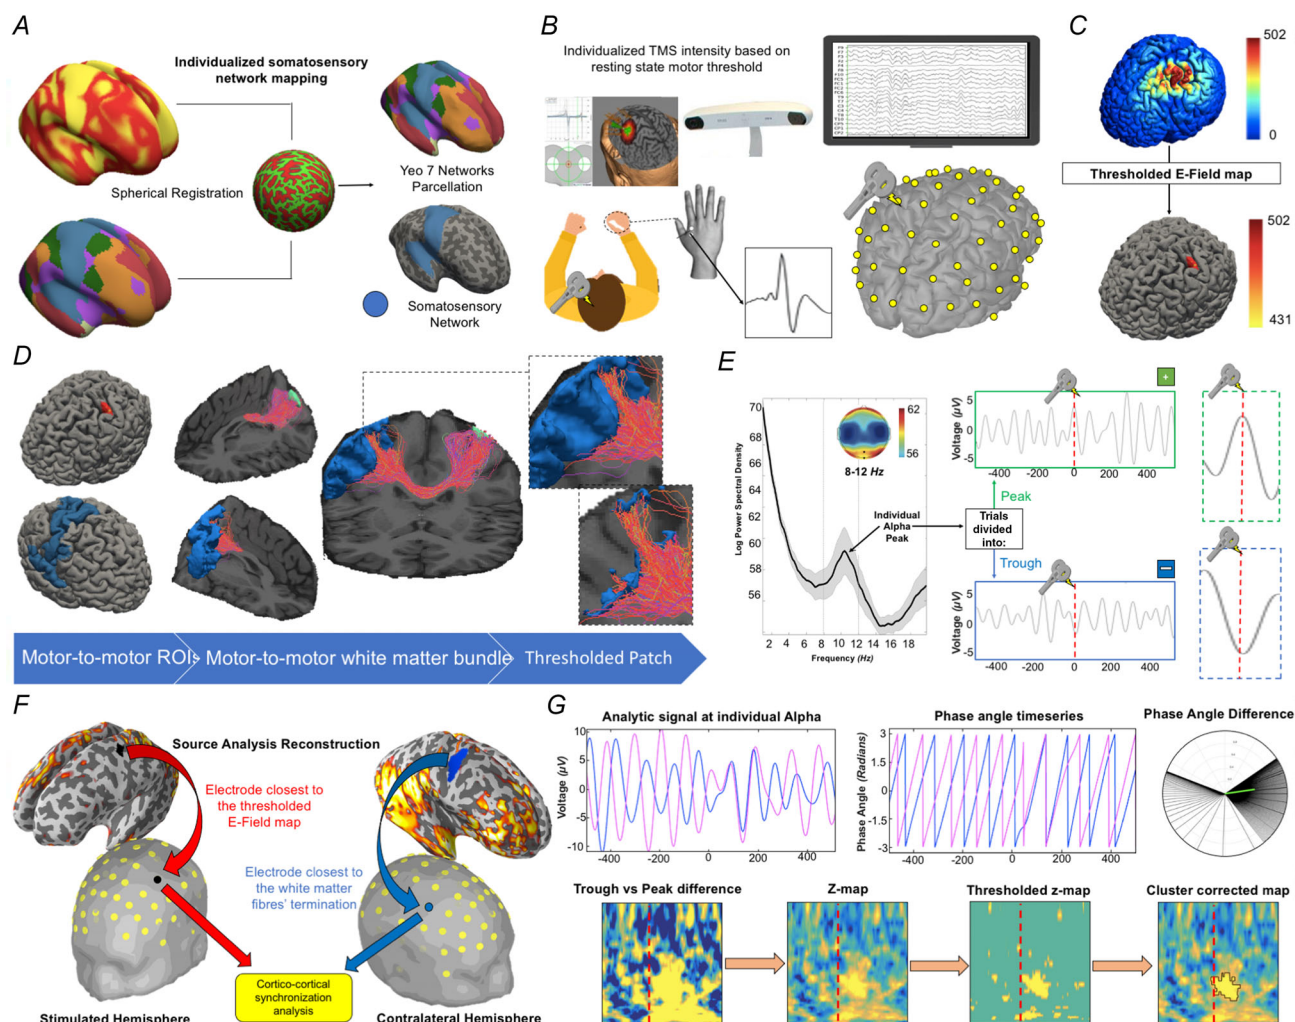 A
Individualized somatosensory
network mapping
Spherical Registration
Yeo 7 Networks
Parcellation
Somatosensory
Network
B
Individualized TMS intensity based on
resting state motor threshold
C
502
0
Thresholded E-Field map
502
431
D
Motor-to-motor ROIs
Motor-to-motor white matter bundle
Thresholded Patch
E
70
68
66
64
62
60
58
56
Log Power Spectral Density
2 4 6 8 10 12 14 16 18
Frequency (Hz)
62
56
8-12 Hz
Individual
Alpha
Peak
Trials
divided
into:
Peak
Trough
+
5
0
-5
Voltage (µV)
-400 -200 0 200 400
5
0
-5
Voltage (µV)
-400 -200 0 200 400
F
Source Analysis Reconstruction
Electrode closest to
the thresholded
E-Field map
Electrode closest to
the white matter
fibres' termination
Cortico-cortical
synchronization
analysis
Stimulated Hemisphere
Contralateral Hemisphere
G
Analytic signal at individual Alpha
10
5
0
-5
-10
Voltage (µV)
-400 -200 0 200 400
Phase angle timeseries
3
1.5
0
-1.5
-3
Phase Angle (Radians)
-400 -200 0 200 400
Phase Angle Difference
Trough vs Peak difference
Z-map
Thresholded z-map
Cluster corrected map